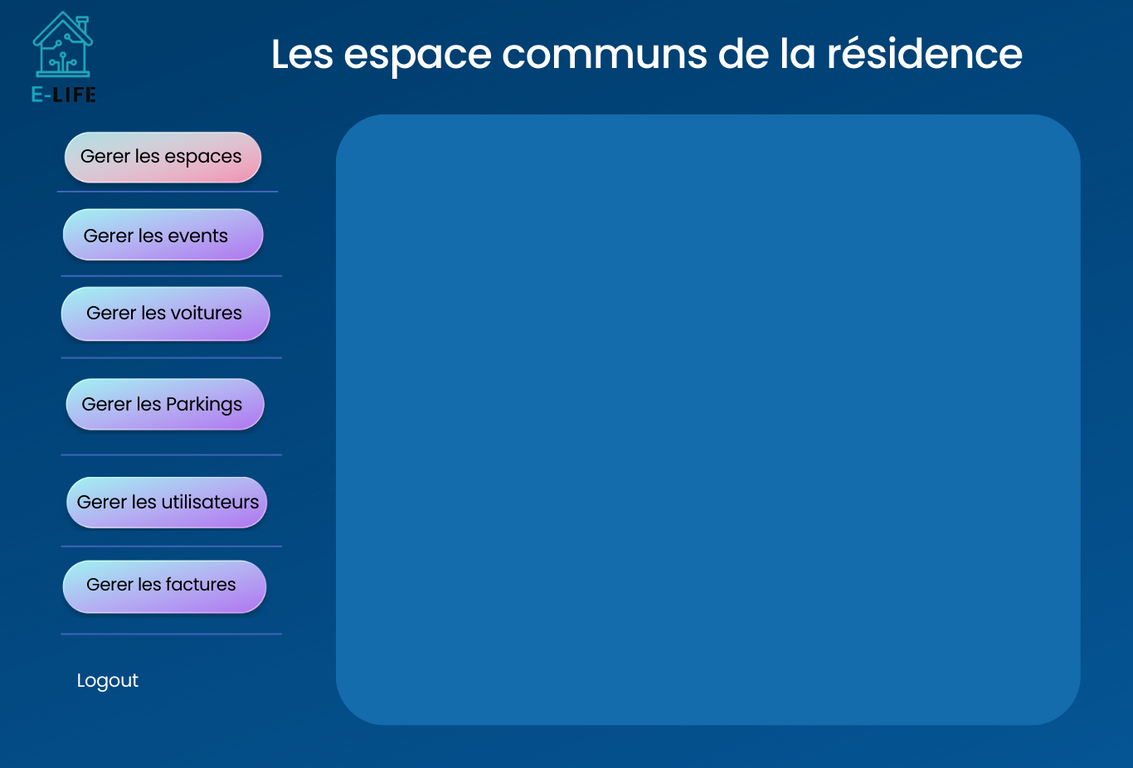 E-LIFE
Les espace communs de la résidence
Gerer les espaces
Gerer les events
Gerer les voitures
Gerer les Parkings
Gerer les utilisateurs
Gerer les factures
Logout